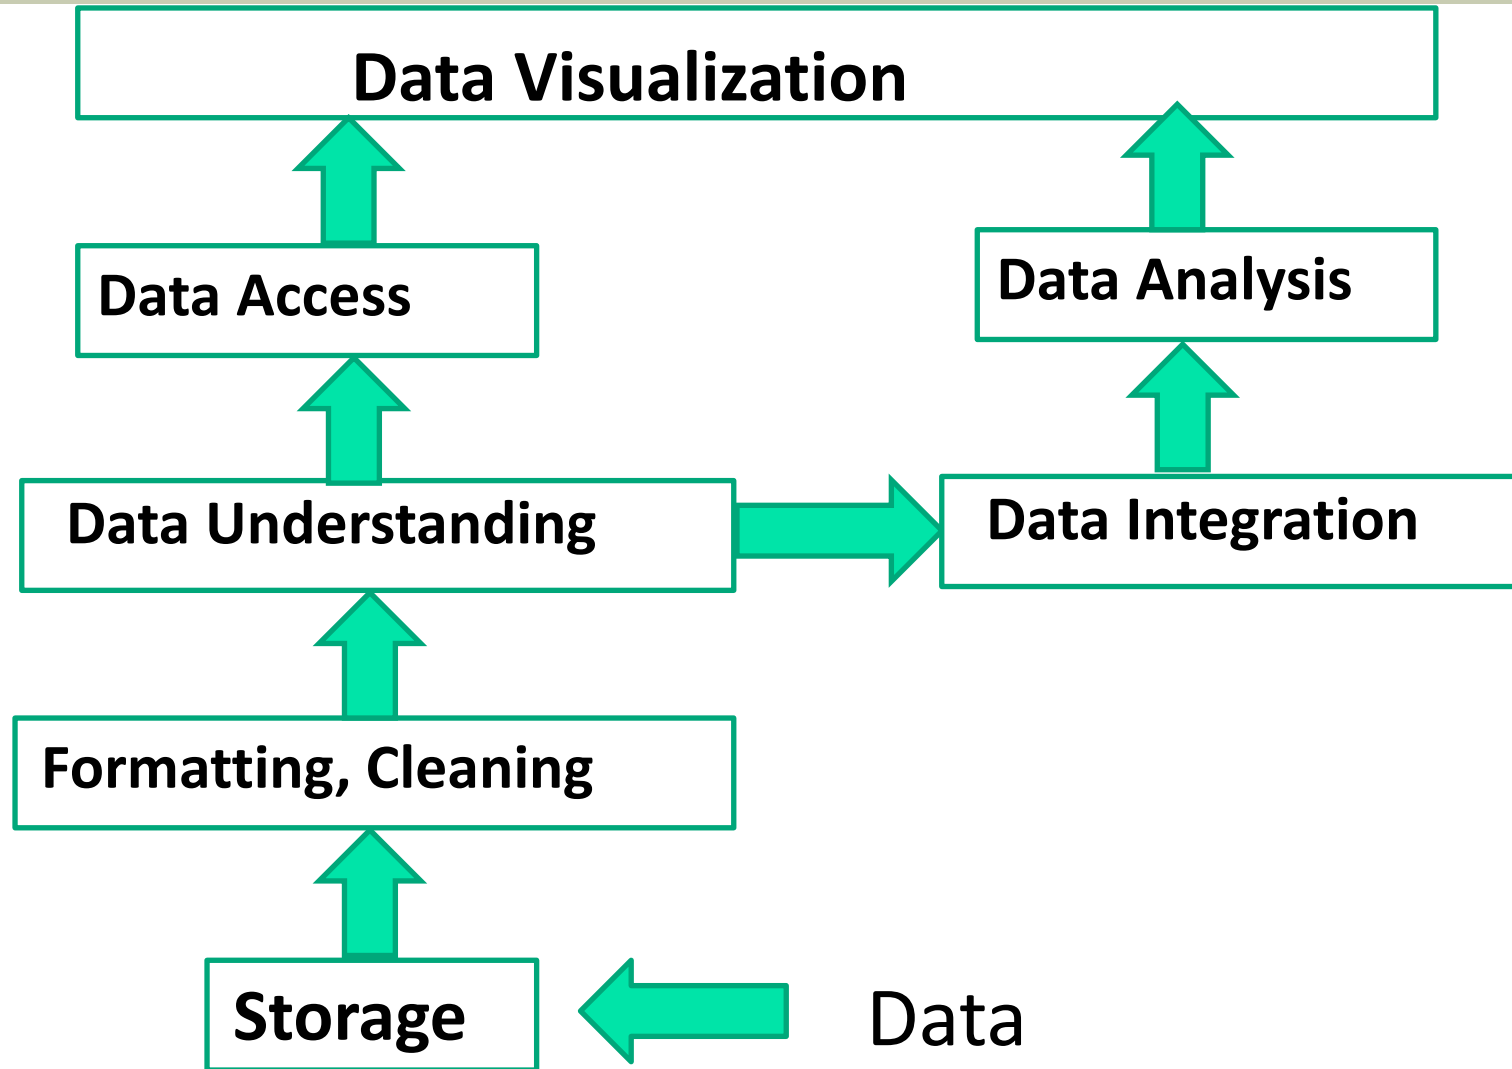 Data Visualization
Data Access
Data Analysis
Data Understanding
Data Integration
Formatting, Cleaning
Storage
Data